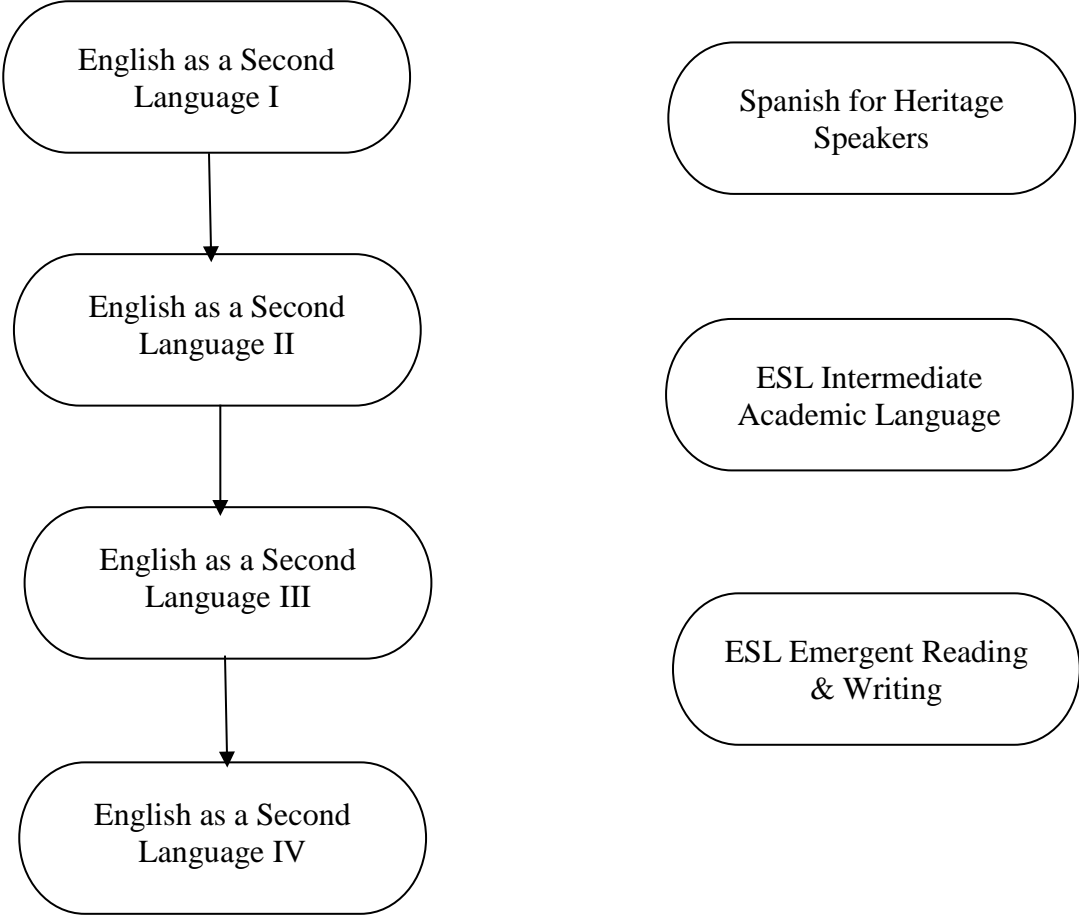 English as a Second
Language I
English as a Second
Language II
English as a Second
Language III
English as a Second
Language IV
Spanish for Heritage
Speakers
ESL Intermediate
Academic Language
ESL Emergent Reading
& Writing